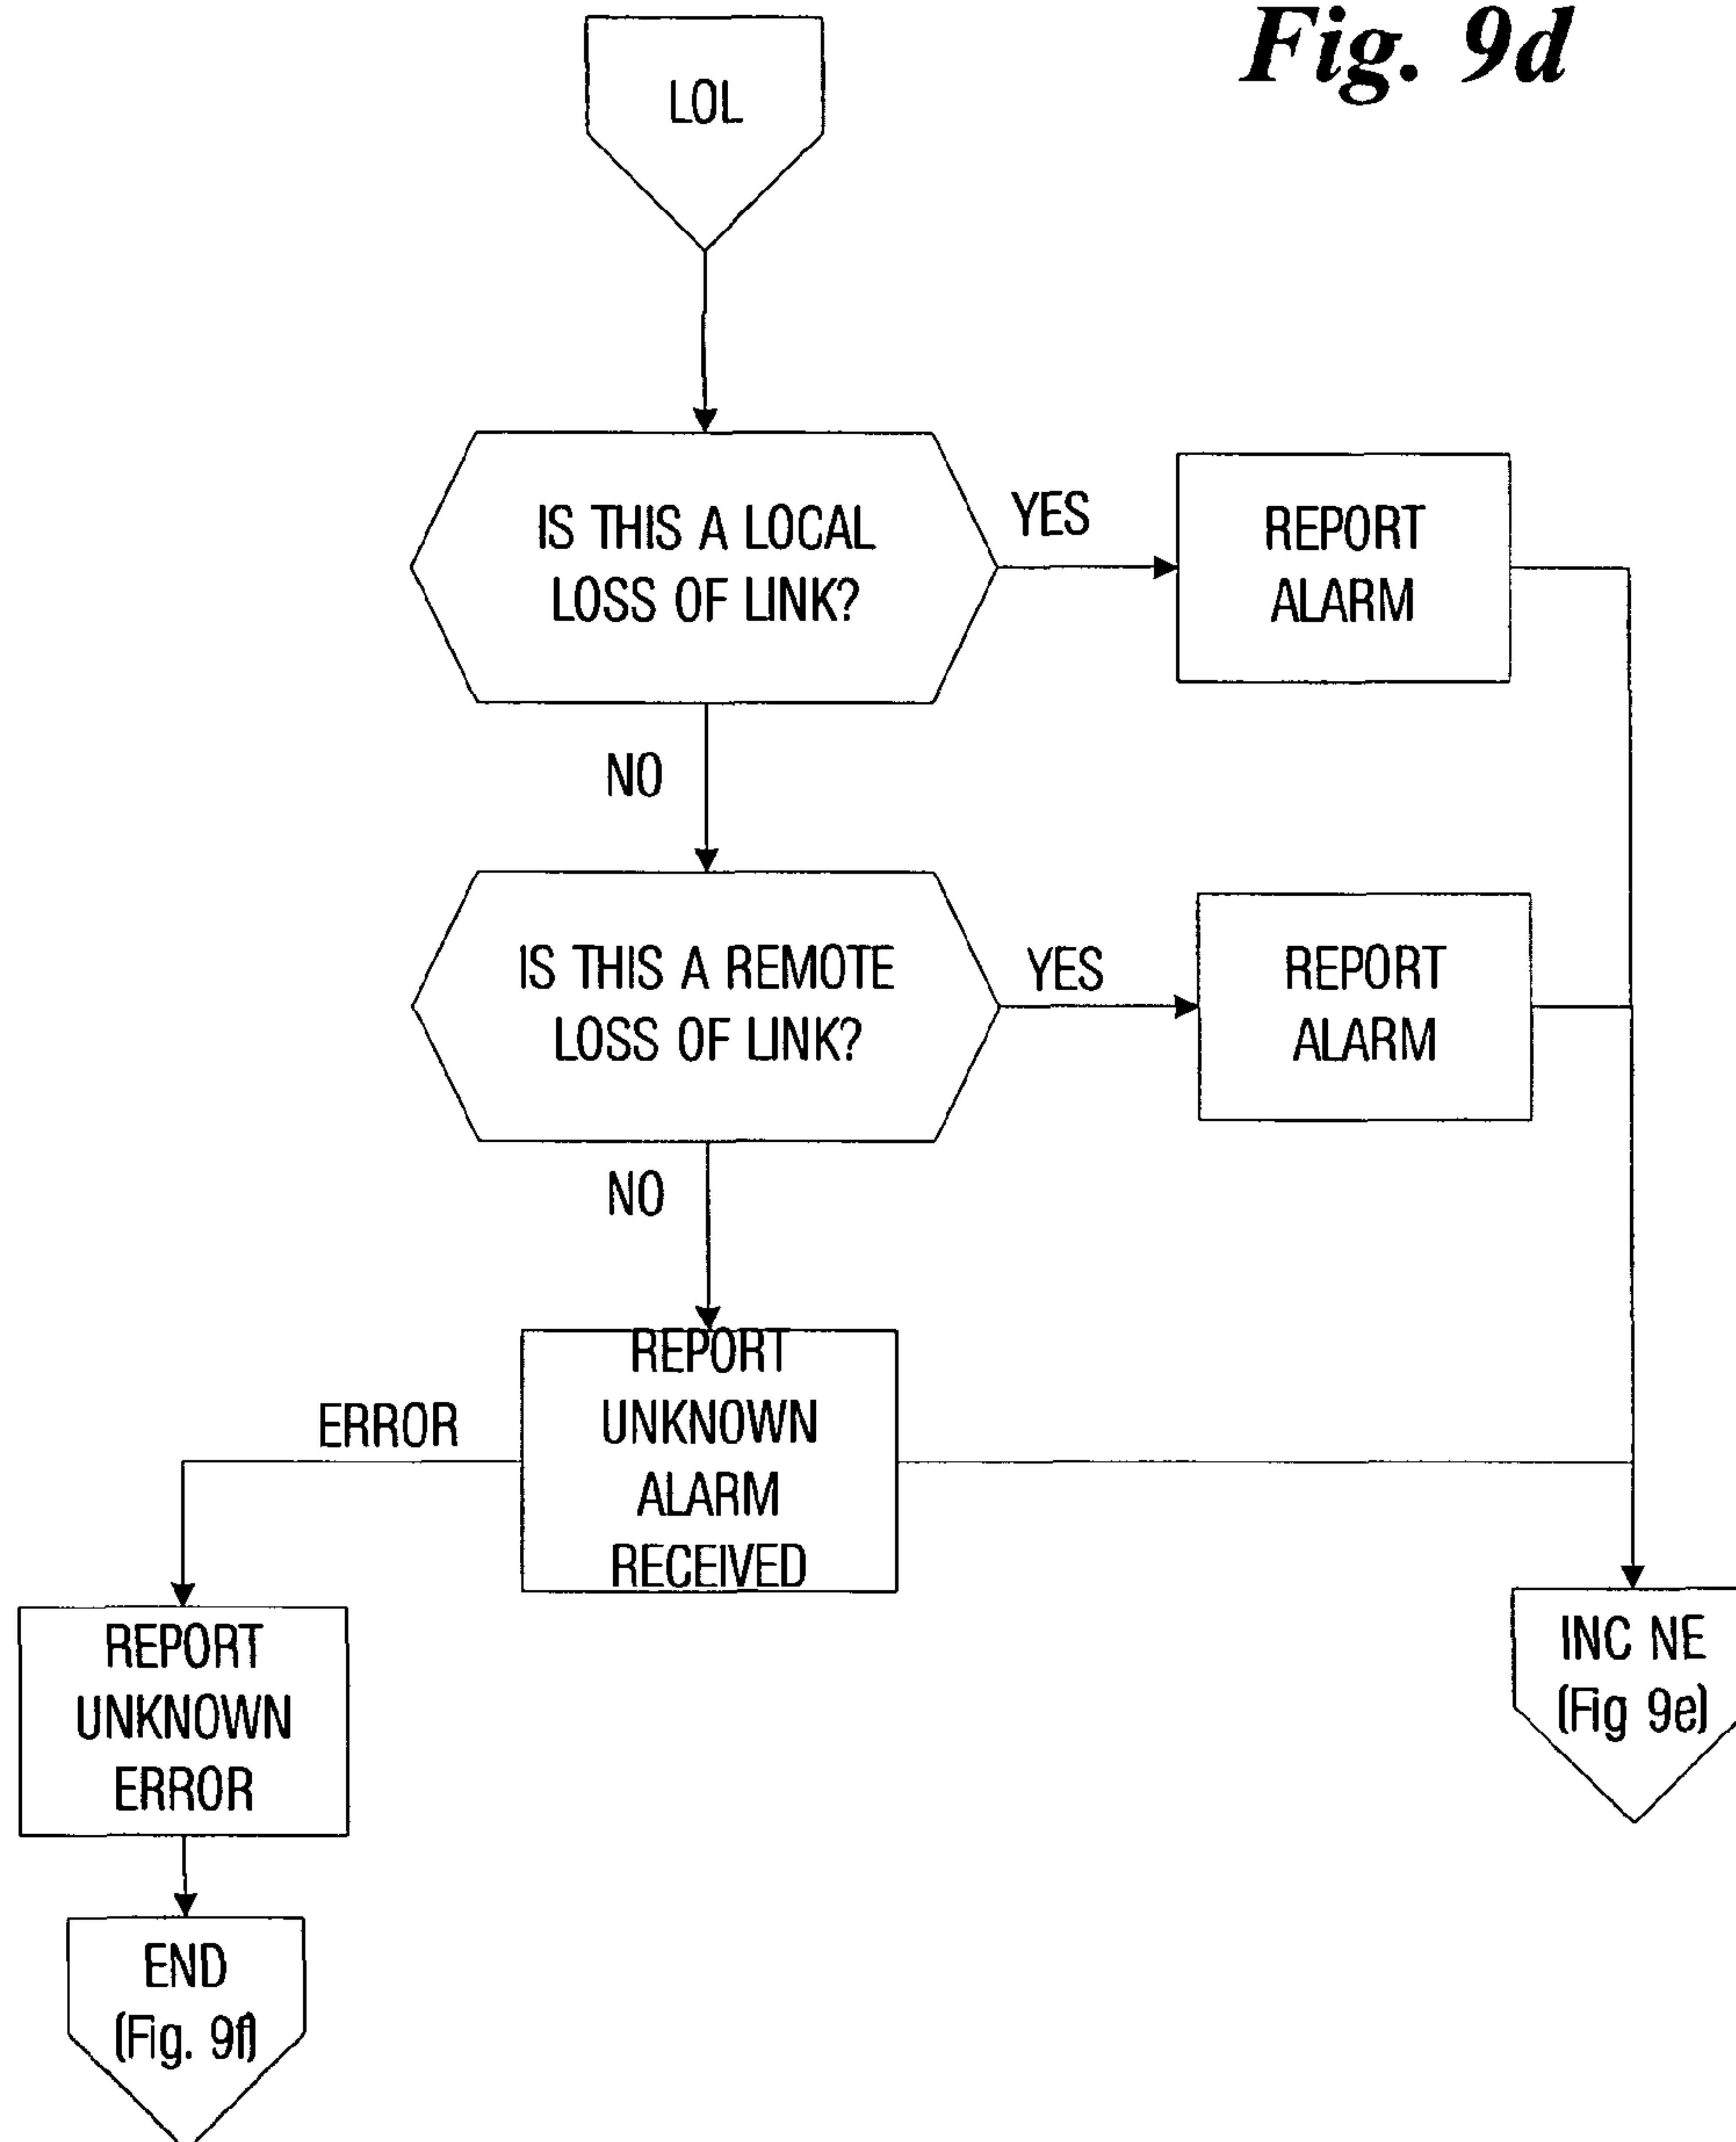 Fig. 9d
LOL
IS THIS A LOCAL
LOSS OF LINK?
YES
REPORT
ALARM
NO
IS THIS A REMOTE
LOSS OF LINK?
YES
REPORT
ALARM
NO
REPORT
UNKNOWN
ALARM
RECEIVED
ERROR
REPORT
UNKNOWN
ERROR
INC NE
(Fig 9e)
END
(Fig. 9f)